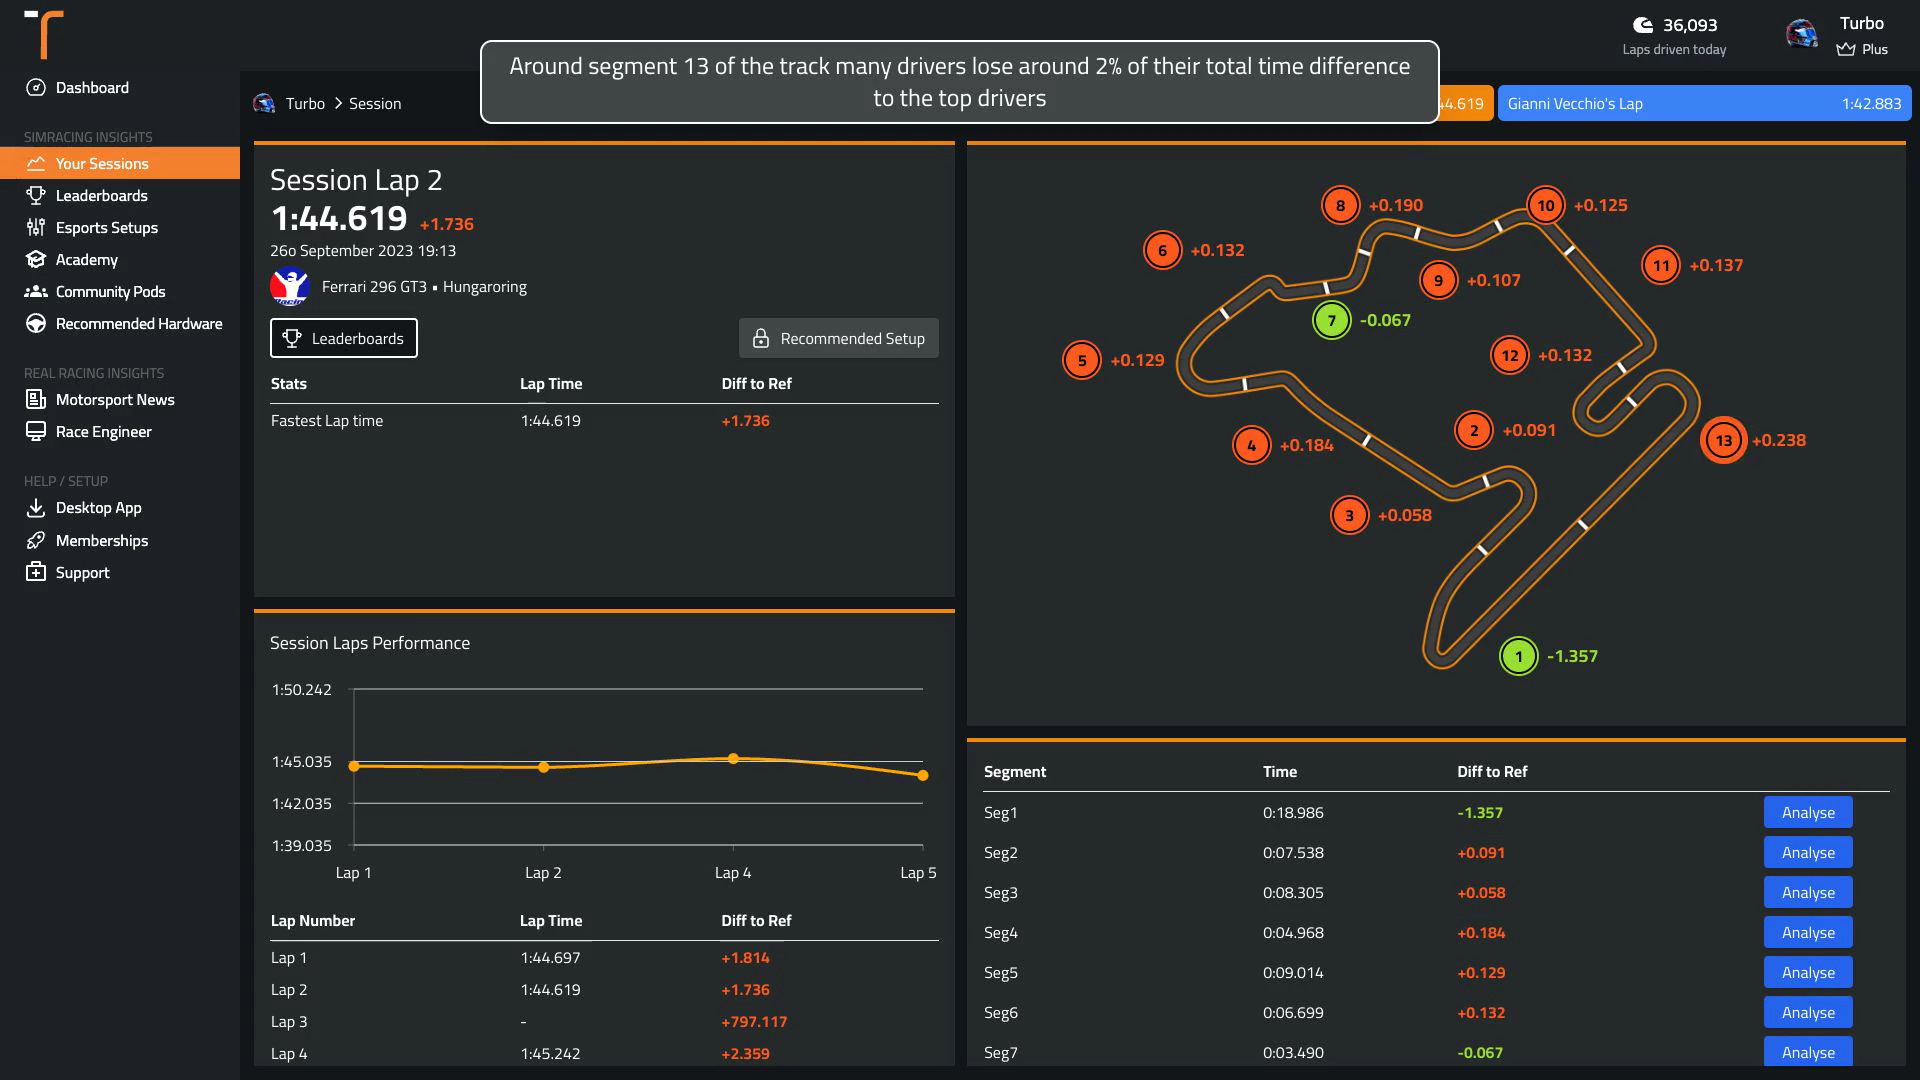 36,093
Laps driven today
Turbo
Plus
Around segment 13 of the track many drivers lose around 2% of their total time difference
to the top drivers
Dashboard
SIMRACING INSIGHTS
Your Sessions
Leaderboards
Esports Setups
Academy
Community Pods
Recommended Hardware
REAL RACING INSIGHTS
Motorsport News
Race Engineer
HELP / SETUP
Desktop App
Memberships
Support
Turbo > Session
44.619
Gianni Vecchio's Lap 1:42.883
Session Lap 2
1:44.619 +1.736
26o September 2023 19:13
Ferrari 296 GT3 • Hungaroring
Leaderboards
Recommended Setup
Stats Lap Time Diff to Ref
Fastest Lap time 1:44.619 +1.736
8 +0.190
10 +0.125
6 +0.132
11 +0.137
9 +0.107
7 -0.067
5 +0.129
12 +0.132
2 +0.091
4 +0.184
13 +0.238
3 +0.058
1 -1.357
Session Laps Performance
1:50.242
1:45.035
1:42.035
1:39.035
Lap 1 Lap 2 Lap 4 Lap 5
Lap Number Lap Time Diff to Ref
Lap 1 1:44.697 +1.814
Lap 2 1:44.619 +1.736
Lap 3 - +797.117
Lap 4 1:45.242 +2.359
Segment Time Diff to Ref
Seg1 0:18.986 -1.357 Analyse
Seg2 0:07.538 +0.091 Analyse
Seg3 0:08.305 +0.058 Analyse
Seg4 0:04.968 +0.184 Analyse
Seg5 0:09.014 +0.129 Analyse
Seg6 0:06.699 +0.132 Analyse
Seg7 0:03.490 -0.067 Analyse